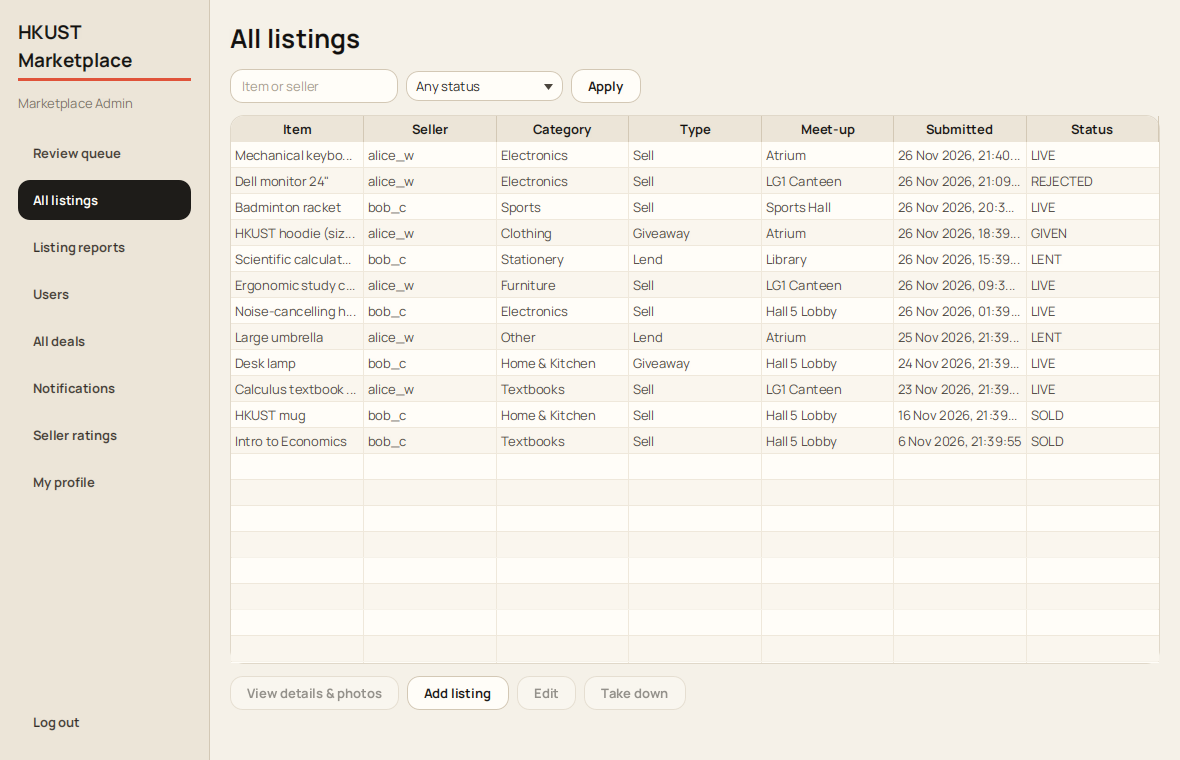 HKUST
Marketplace
Marketplace Admin
Review queue
All listings
Listing reports
Users
All deals
Notifications
Seller ratings
My profile
Log out
All listings
Item or seller Any status Apply
Item Seller Category Type Meet-up Submitted Status
Mechanical keybo... alice_w Electronics Sell Atrium 26 Nov 2026, 21:40... LIVE
Dell monitor 24" alice_w Electronics Sell LG1 Canteen 26 Nov 2026, 21:09... REJECTED
Badminton racket bob_c Sports Sell Sports Hall 26 Nov 2026, 20:3... LIVE
HKUST hoodie (siz... alice_w Clothing Giveaway Atrium 26 Nov 2026, 18:39... GIVEN
Scientific calculat... bob_c Stationery Lend Library 26 Nov 2026, 15:39... LENT
Ergonomic study c... alice_w Furniture Sell LG1 Canteen 26 Nov 2026, 09:3... LIVE
Noise-cancelling h... bob_c Electronics Sell Hall 5 Lobby 26 Nov 2026, 01:39... LIVE
Large umbrella alice_w Other Lend Atrium 25 Nov 2026, 21:39... LENT
Desk lamp bob_c Home & Kitchen Giveaway Hall 5 Lobby 24 Nov 2026, 21:39... LIVE
Calculus textbook ... alice_w Textbooks Sell LG1 Canteen 23 Nov 2026, 21:39... LIVE
HKUST mug bob_c Home & Kitchen Sell Hall 5 Lobby 16 Nov 2026, 21:39... SOLD
Intro to Economics bob_c Textbooks Sell Hall 5 Lobby 6 Nov 2026, 21:39:55 SOLD
View details & photos Add listing Edit Take down